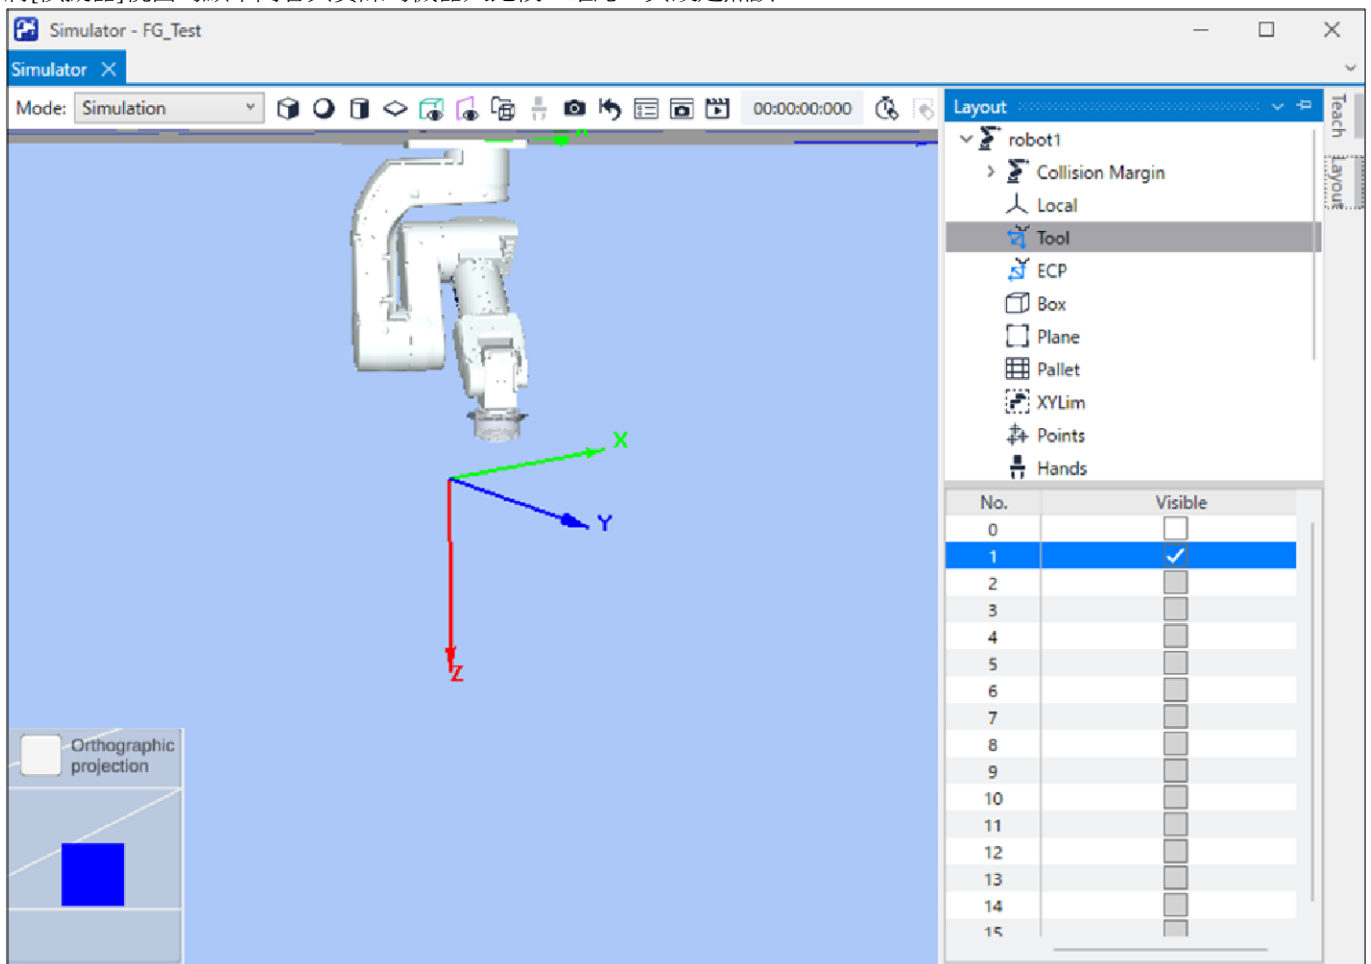 Simulator - FG_Test
Simulator
Mode: Simulation
00:00:00:000
Layout
Teach
Layout
robot1
Collision Margin
Local
Tool
ECP
Box
Plane
Pallet
XYLim
Points
Hands
X
Y
Z
Orthographic
projection
No. Visible
0
1
2
3
4
5
6
7
8
9
10
11
12
13
14
15